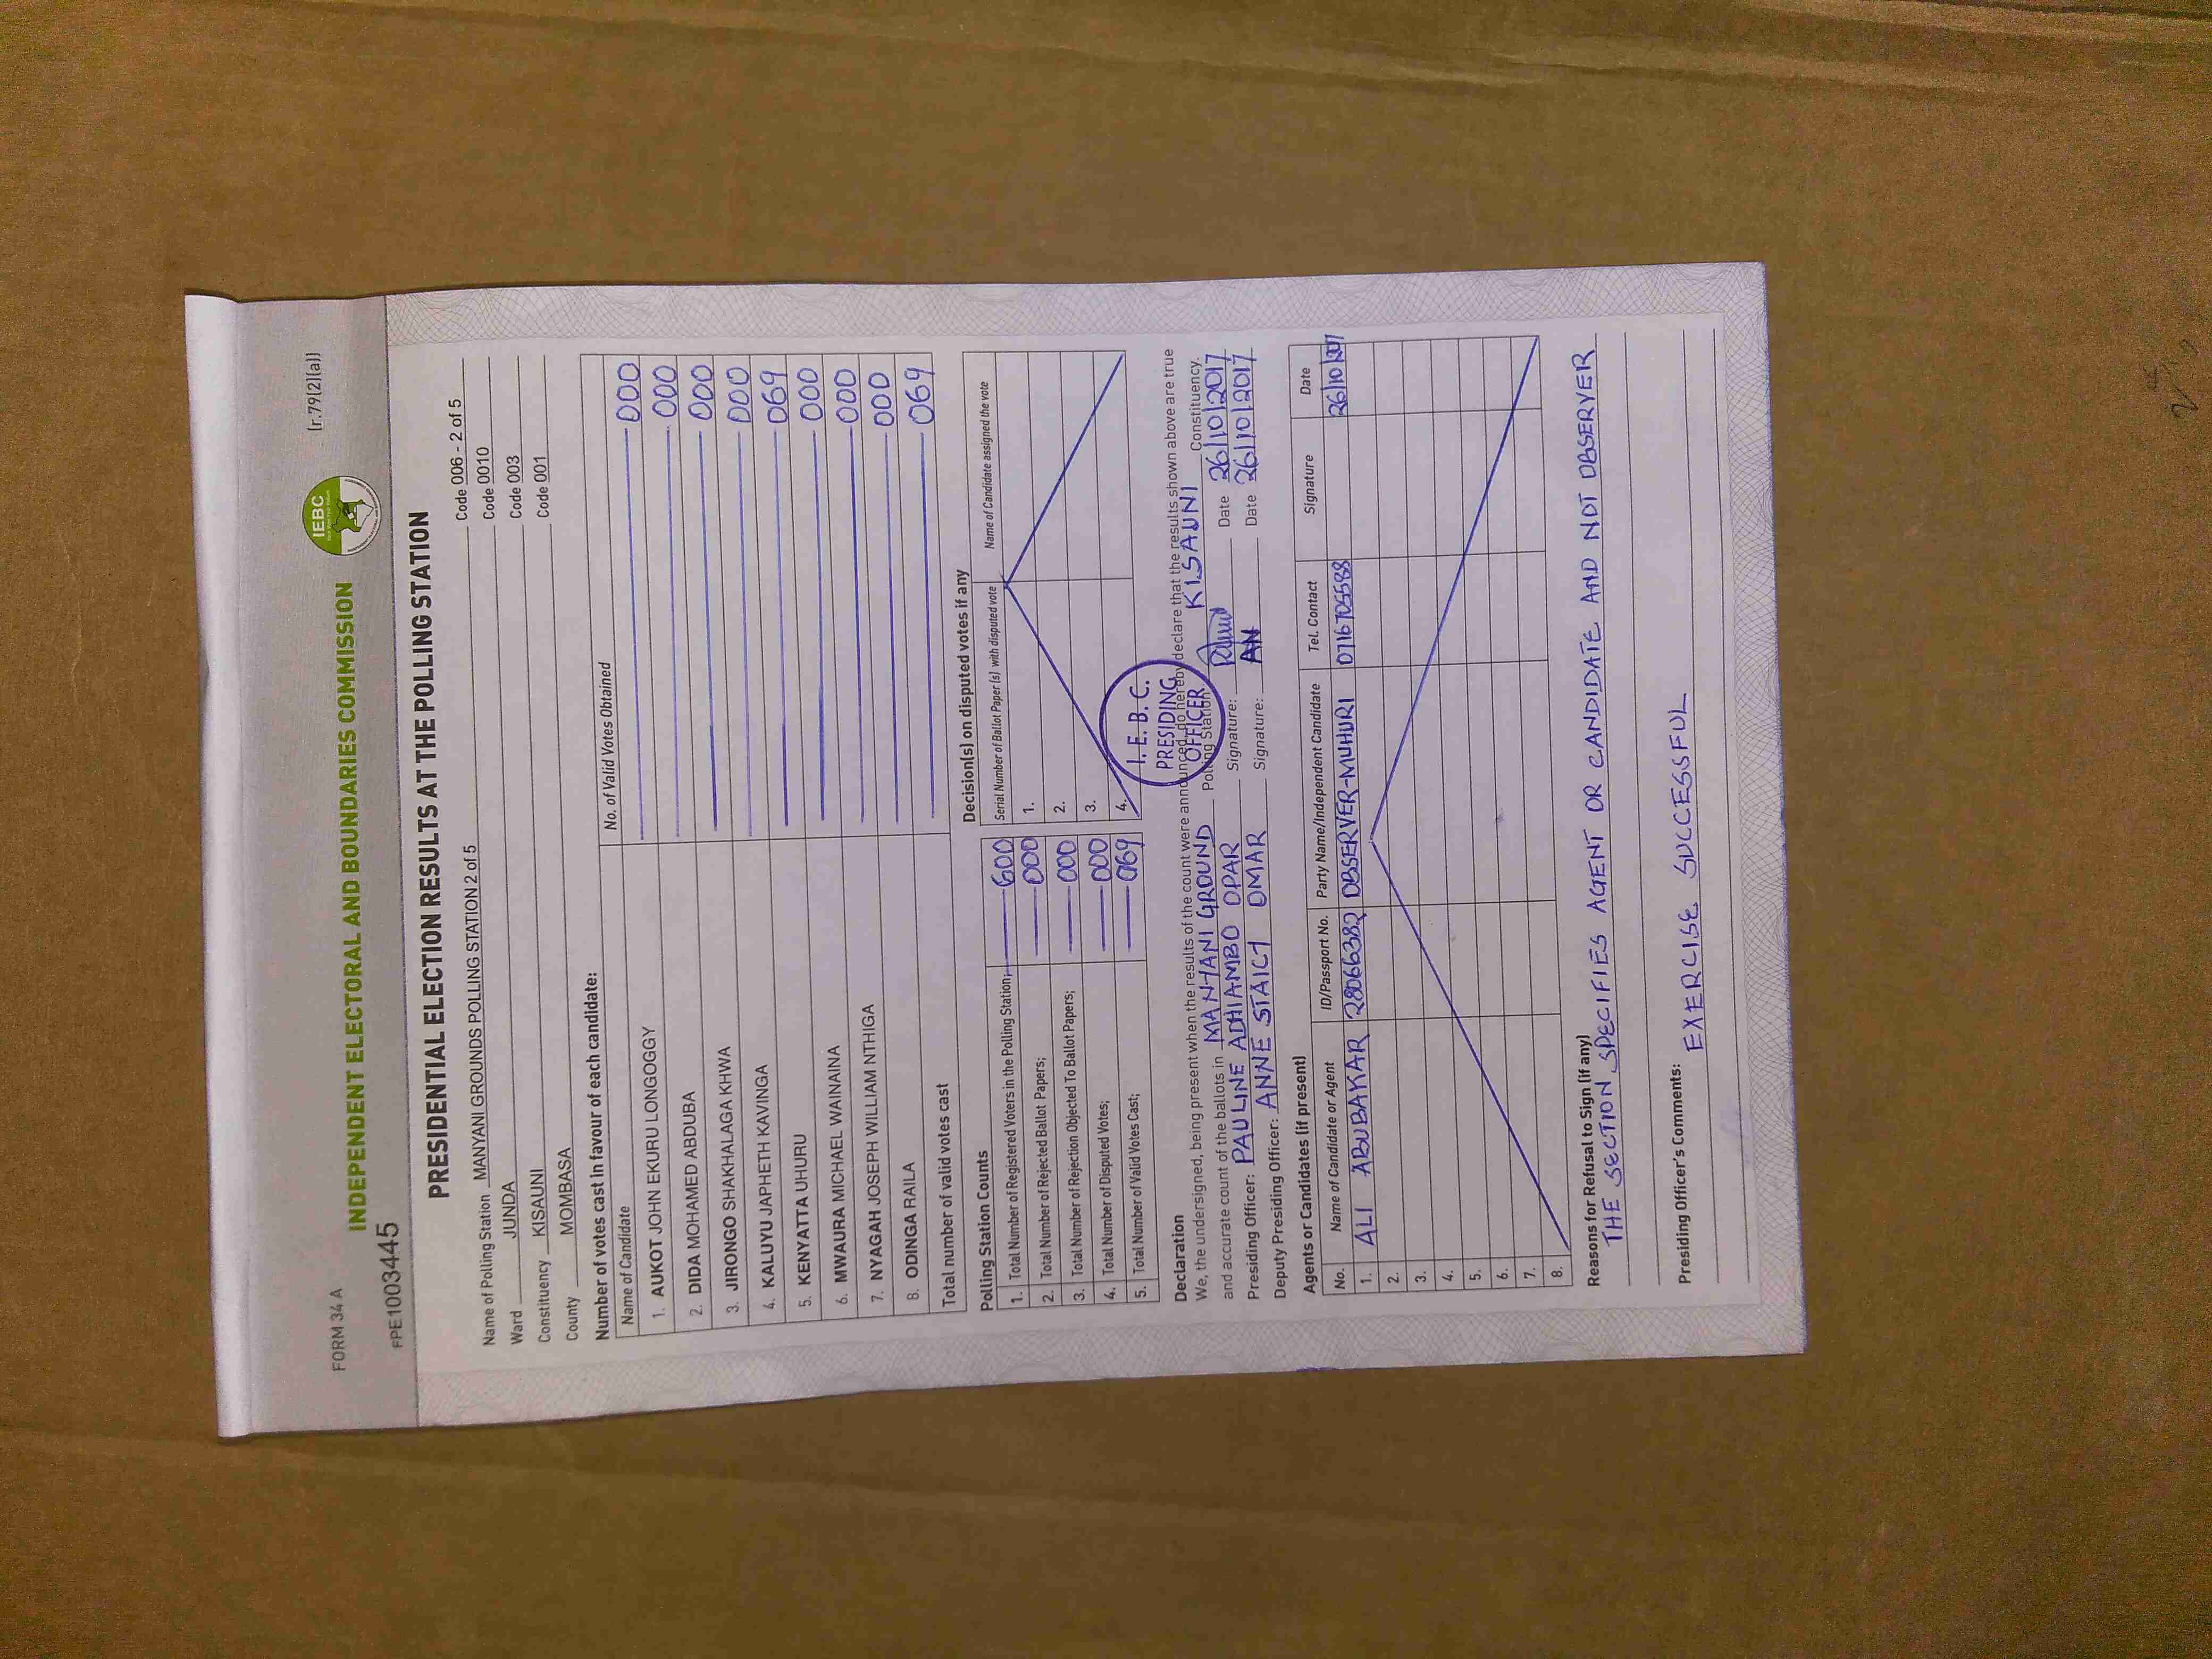 FORM 34 A
[r.79(2)(a)]
IEBC
INDEPENDENT ELECTORAL AND BOUNDARIES COMMISSION
FPE1003445
PRESIDENTIAL ELECTION RESULTS AT THE POLLING STATION
Name of Polling Station MANYANI GROUNDS POLLING STATION 2 of 5 Code 006 - 2 of 5
Ward JUNDA Code 0010
Constituency KISAUNI Code 003
County MOMBASA Code 001
Number of votes cast in favour of each candidate:
Name of Candidate No. of Valid Votes Obtained
1. AUKOT JOHN EKURU LONGOGGY 000
2. DIDA MOHAMED ABDUBA 000
3. JIRONGO SHAKHALAGA KHWA 000
4. KALUYU JAPHETH KAVINGA 000
5. KENYATTA UHURU 069
6. MWAURA MICHAEL WAINAINA 000
7. NYAGAH JOSEPH WILLIAM NTHIGA 000
8. ODINGA RAILA 000
Total number of valid votes cast 069
Polling Station Counts
1. Total Number of Registered Voters in the Polling Station; 600
2. Total Number of Rejected Ballot Papers; 000
3. Total Number of Rejection Objected To Ballot Papers; 000
4. Total Number of Disputed Votes; 000
5. Total Number of Valid Votes Cast; 069
Decision(s) on disputed votes if any
Serial Number of Ballot Paper(s) with disputed vote Name of Candidate assigned the vote
1.
2.
3.
4.
I. E. B. C.
PRESIDING
OFFICER
Declaration
We, the undersigned, being present when the results of the count were announced, do hereby declare that the results shown above are true
and accurate count of the ballots in MANYANI GROUND Polling Station KISAUNI Constituency.
Presiding Officer: PAULINE ADHIAMBO OPAR Signature: Date 26/10/2017
Deputy Presiding Officer: ANNE STAICY OMAR Signature: AN Date 26/10/2017
Agents or Candidates (if present)
No. Name of Candidate or Agent ID/Passport No. Party Name/Independent Candidate Tel. Contact Signature Date
1. ALI ABUBAKAR 28066382 OBSERVER-MUHURI 0716705588 26/10/2017
2.
3.
4.
5.
6.
7.
8.
Reasons for Refusal to Sign (if any)
THE SECTION SPECIFIES AGENT OR CANDIDATE AND NOT OBSERVER
Presiding Officer's Comments:
EXERCISE SUCCESSFUL